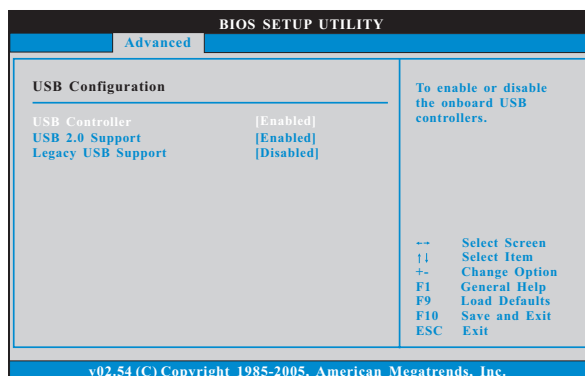 BIOS SETUP UTILITY
Advanced
USB Configuration
USB Controller [Enabled]
USB 2.0 Support [Enabled]
Legacy USB Support [Disabled]
To enable or disable
the onboard USB
controllers.
←→ Select Screen
↑↓ Select Item
+- Change Option
F1 General Help
F9 Load Defaults
F10 Save and Exit
ESC Exit
v02.54 (C) Copyright 1985-2005, American Megatrends, Inc.